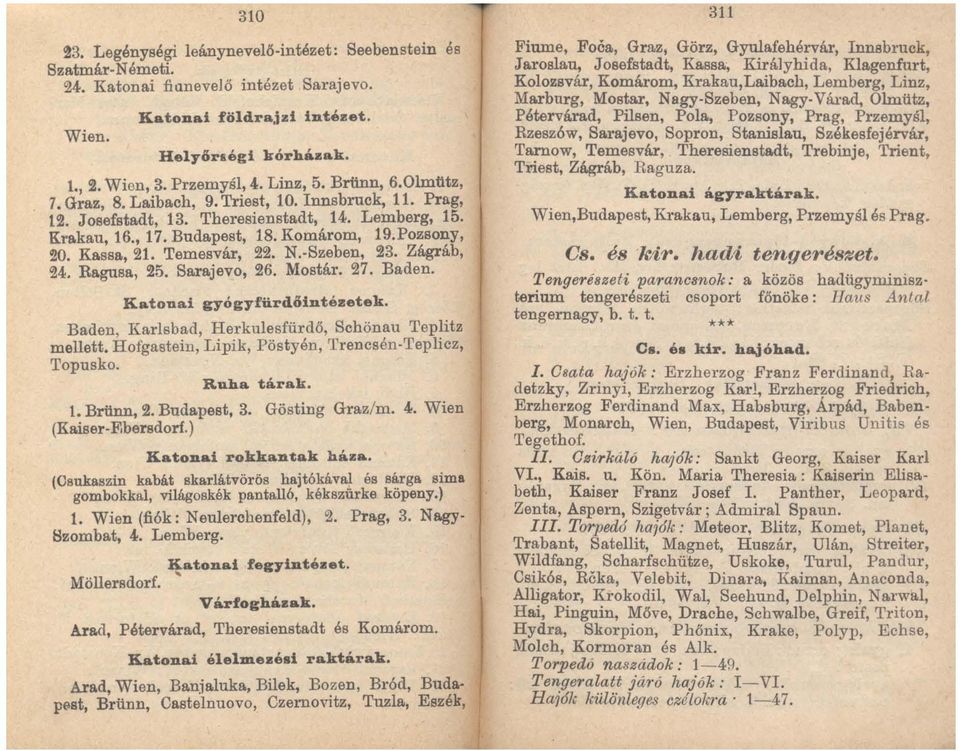 310
23. Legénységi leánynevelő-intézet: Seebenstein és
Szatmár-Németi.
24. Katonai fiunevelő intézet Sarajevo.
Katonai földrajzi intézet.
Wien.
Helyőrségi kórházak.
1., 2. Wien, 3. Przemyśl, 4. Linz, 5. Brünn, 6. Olmütz,
7. Graz, 8. Laibach, 9. Triest, 10. Innsbruck, 11. Prag,
12. Josefstadt, 13. Theresienstadt, 14. Lemberg, 15.
Krakau, 16., 17. Budapest, 18. Komárom, 19. Pozsony,
20. Kassa, 21. Temesvár, 22. N.-Szeben, 23. Zágráb,
24. Ragusa, 25. Sarajevo, 26. Mostár. 27. Baden.
Katonai gyógyfürdőintézetek.
Baden, Karlsbad, Herkulesfürdő, Schönau Teplitz
mellett. Hofgastein, Lipik, Pöstyén, Trencsén-Teplicz,
Topusko.
Ruha tárak.
1. Brünn, 2. Budapest, 3. Gösting Graz/m. 4. Wien
(Kaiser-Ebersdorf.)
Katonai rokkantak háza.
(Csukaszin kabát skarlátvörös hajtókával és sárga sima
gombokkal, világoskék pantalló, kékszürke köpeny.)
1. Wien (fiók: Neulerchenfeld), 2. Prag, 3. Nagy-
Szombat, 4. Lemberg.
Katonai fegyintézet.
Möllersdorf.
Várfogházak.
Arad, Pétervárad, Theresienstadt és Komárom.
Katonai élelmezési raktárak.
Arad, Wien, Banjaluka, Bilek, Bozen, Bród, Buda-
pest, Brünn, Castelnuovo, Czernovitz, Tuzla, Eszék,
311
Fiume, Foča, Graz, Görz, Gyulafehérvár, Innsbruck,
Jaroslau, Josefstadt, Kassa, Királyhida, Klagenfurt,
Kolozsvár, Komárom, Krakau, Laibach, Lemberg, Linz,
Marburg, Mostar, Nagy-Szeben, Nagy-Várad, Olmütz,
Pétervárad, Pilsen, Pola, Pozsony, Prag, Przemyśl,
Rzeszów, Sarajevo, Sopron, Stanislau, Székesfejérvár,
Tarnow, Temesvár, Theresienstadt, Trebinje, Trient,
Triest, Zágráb, Raguza.
Katonai ágyraktárak.
Wien, Budapest, Krakau, Lemberg, Przemyśl és Prag.
Cs. és kir. hadi tengerészet.
Tengerészeti parancsnok: a közös hadügyminisz-
terium tengerészeti csoport főnöke: Haus Antal
tengernagy, b. t. t.
***
Cs. és kir. hajóhad.
I. Csata hajók: Erzherzog Franz Ferdinand, Ra-
detzky, Zrinyi, Erzherzog Karl, Erzherzog Friedrich,
Erzherzog Ferdinand Max, Habsburg, Árpád, Baben-
berg, Monarch, Wien, Budapest, Viribus Unitis és
Tegethof.
II. Czirkáló hajók: Sankt Georg, Kaiser Karl
VI., Kais. u. Kön. Maria Theresia: Kaiserin Elisa-
beth, Kaiser Franz Josef I. Panther, Leopard,
Zenta, Aspern, Szigetvár; Admiral Spaun.
III. Torpedó hajók: Meteor, Blitz, Komet, Planet,
Trabant, Satellit, Magnet, Huszár, Ulán, Streiter,
Wildfang, Scharfschütze, Uskoke, Turul, Pandur,
Csikós, Rčka, Velebit, Dinara, Kaiman, Anaconda,
Alligator, Krokodil, Wal, Seehund, Delphin, Narwal,
Hai, Pinguin, Mőve, Drache, Schwalbe, Greif, Triton,
Hydra, Skorpion, Phőnix, Krake, Polyp, Echse,
Molch, Kormoran és Alk.
Torpedó naszádok: 1—49.
Tengeralatt járó hajók: I—VI.
Hajók különleges czélokra · 1—47.